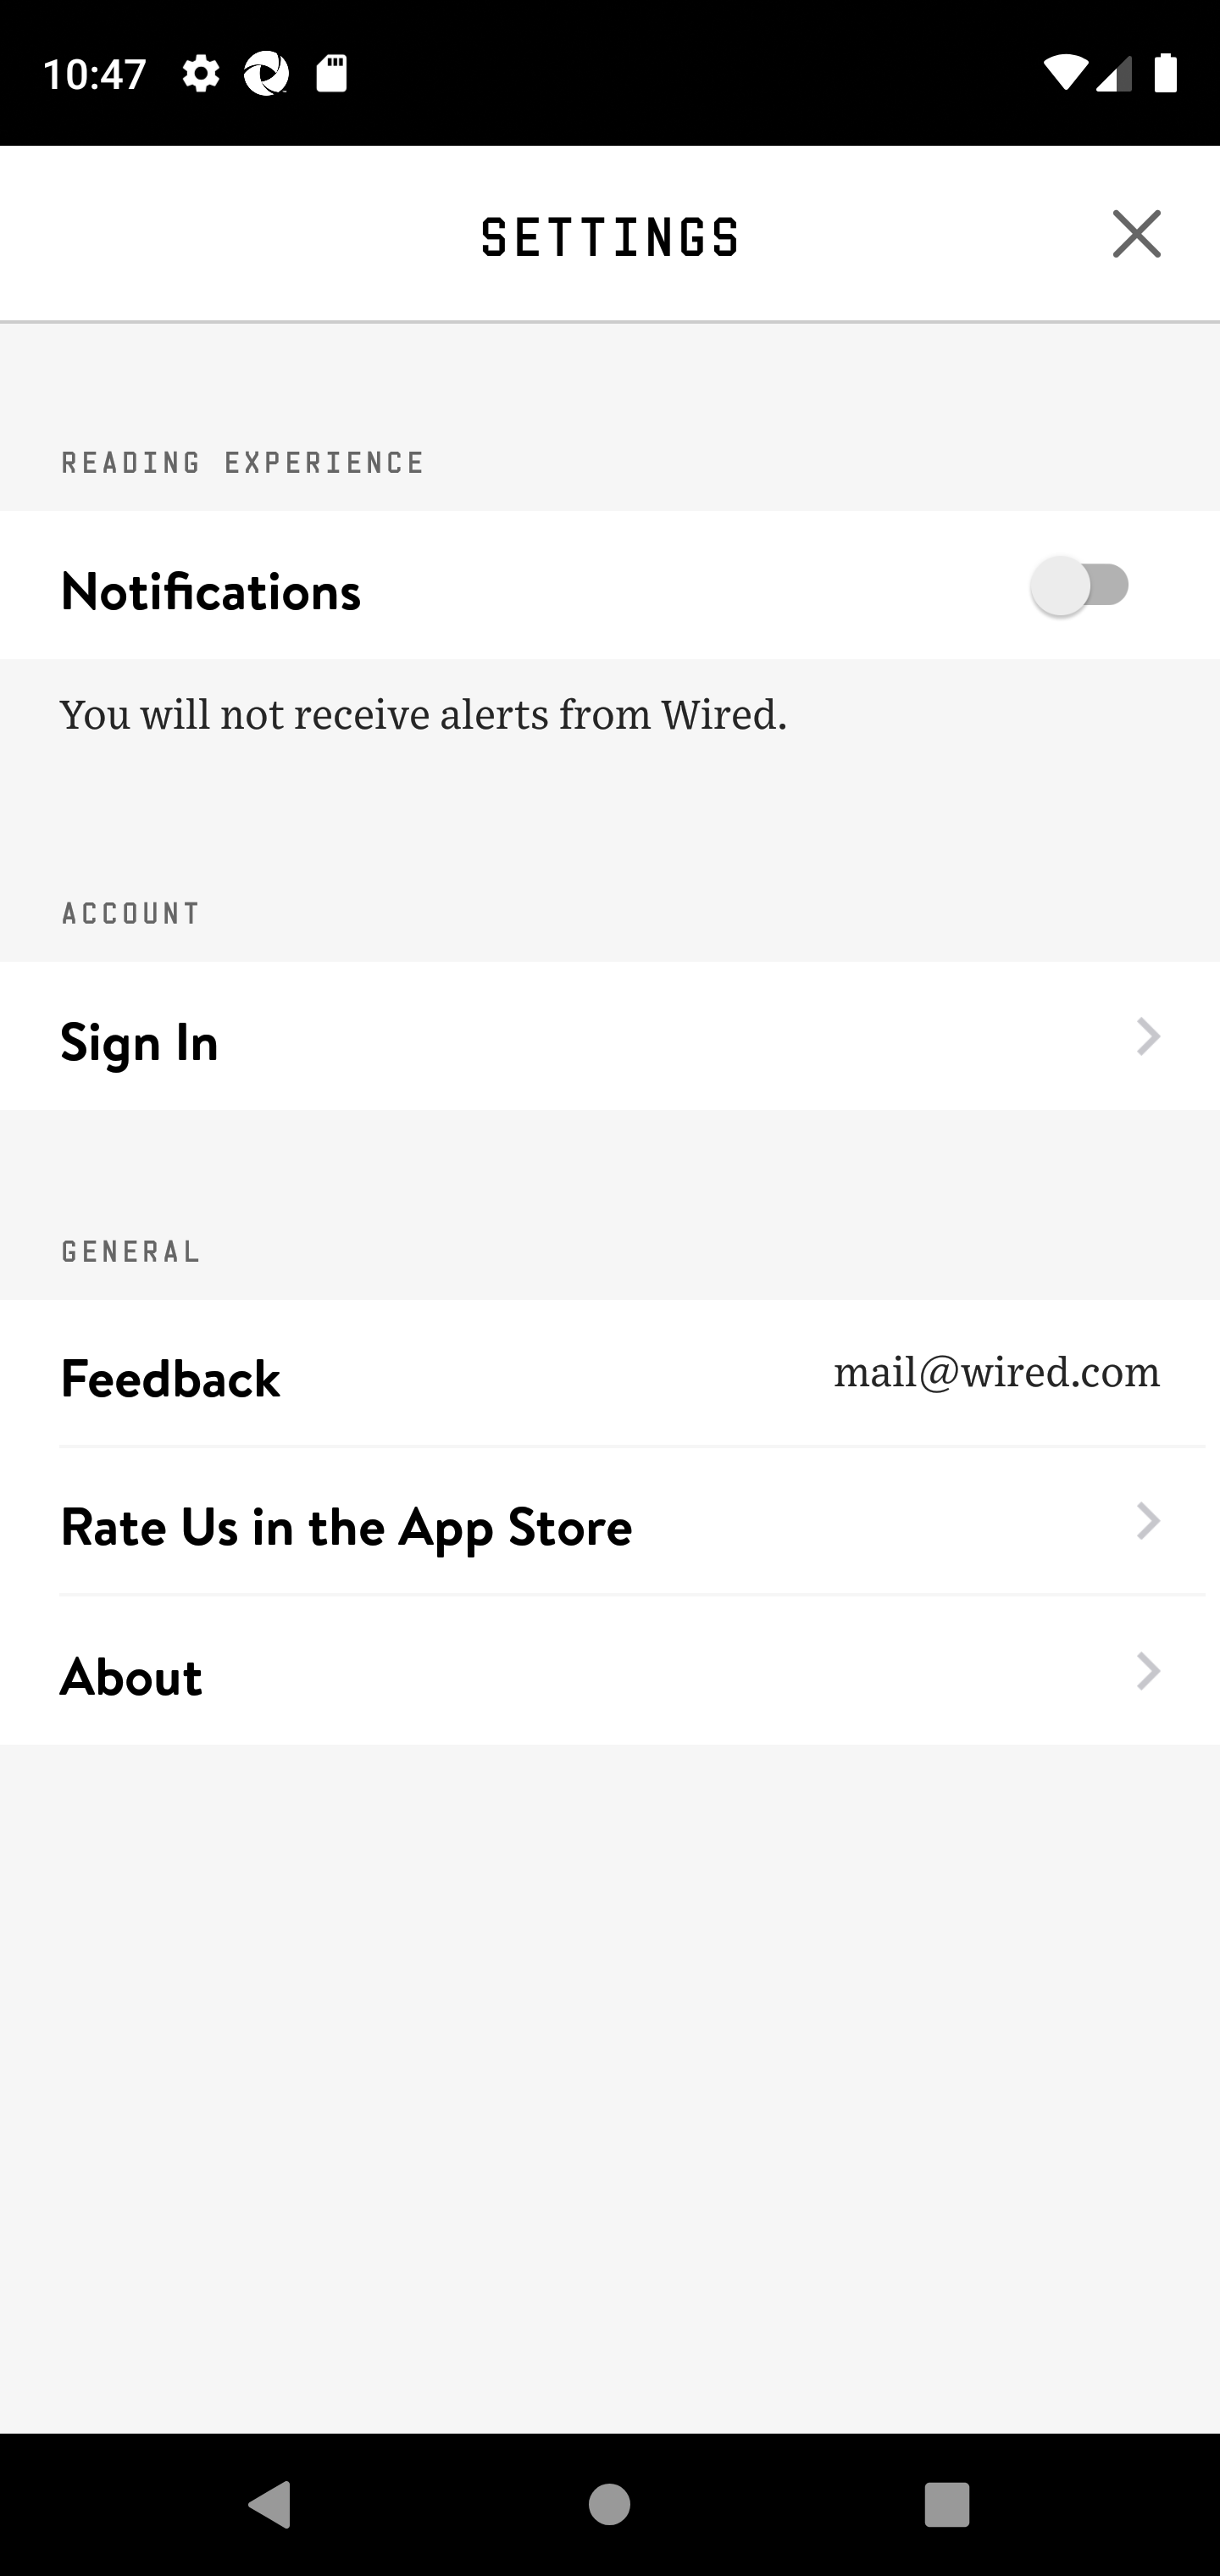 10:47
SETTINGS
READING EXPERIENCE
Notifications
You will not receive alerts from Wired.
ACCOUNT
Sign In
GENERAL
Feedback mail@wired.com
Rate Us in the App Store
About